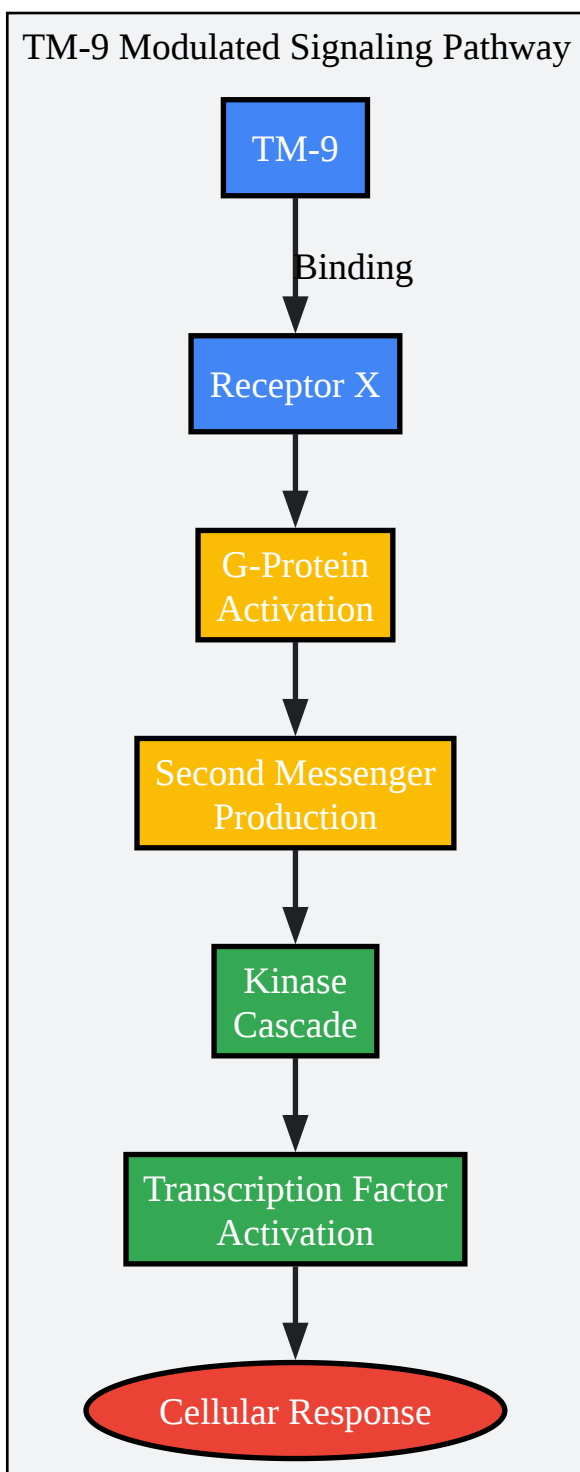 TM-9 Modulated Signaling Pathway
TM-9
Binding
Receptor X
G-Protein
Activation
Second Messenger
Production
Kinase
Cascade
Transcription Factor
Activation
Cellular Response